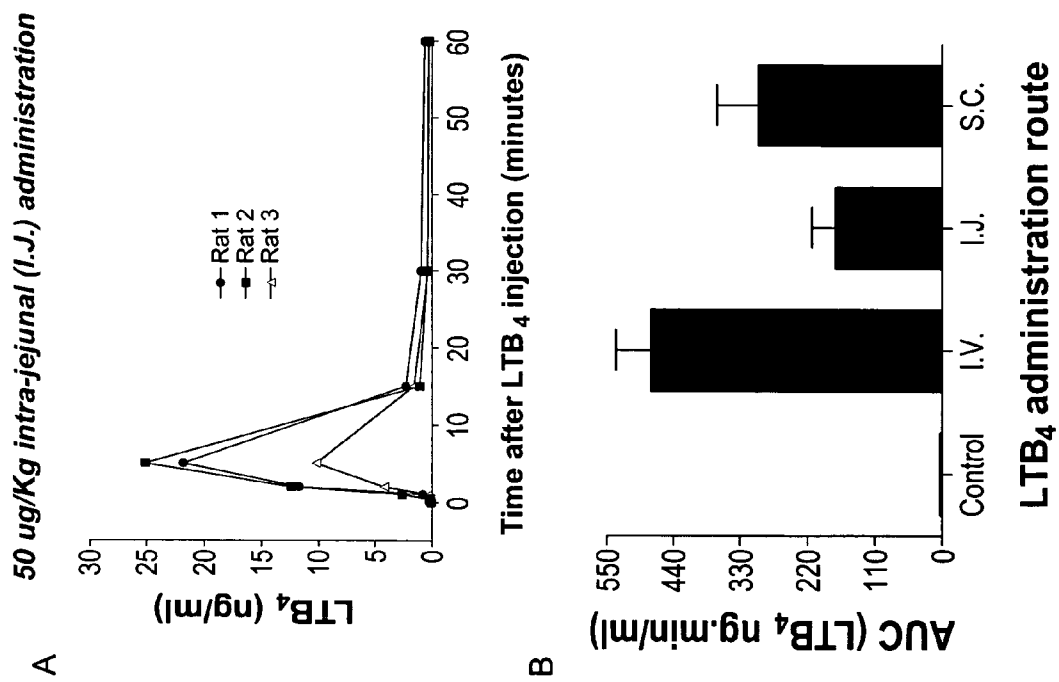 A
50 ug/Kg intra-jejunal (I.J.) administration
LTB4 (ng/ml)
30
25
20
15
10
5
0
Rat 1
Rat 2
Rat 3
0 10 20 30 40 50 60
Time after LTB4 injection (minutes)
B
AUC (LTB4 ng.min/ml)
550
440
330
220
110
0
Control I.V. I.J. S.C.
LTB4 administration route